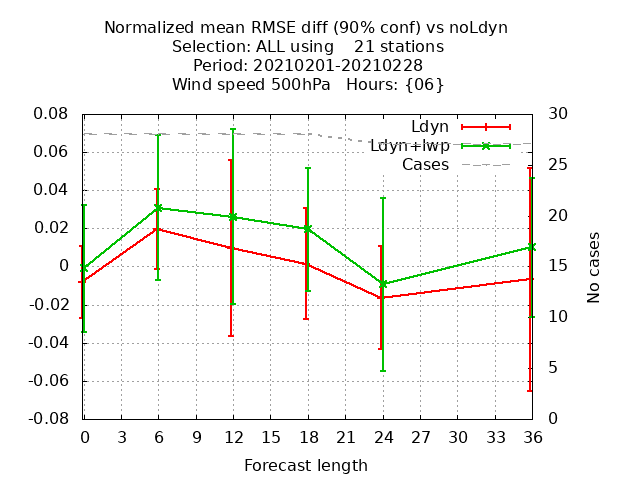 Normalized mean RMSE diff (90% conf) vs noLdyn
Selection: ALL using    21 stations
Period: 20210201-20210228
Wind speed 500hPa   Hours: {06}
0.08
0.06
0.04
0.02
0
-0.02
-0.04
-0.06
-0.08
Ldyn
Ldyn+lwp
Cases
30
25
20
15
10
5
0
No cases
0 3 6 9 12 15 18 21 24 27 30 33 36
Forecast length